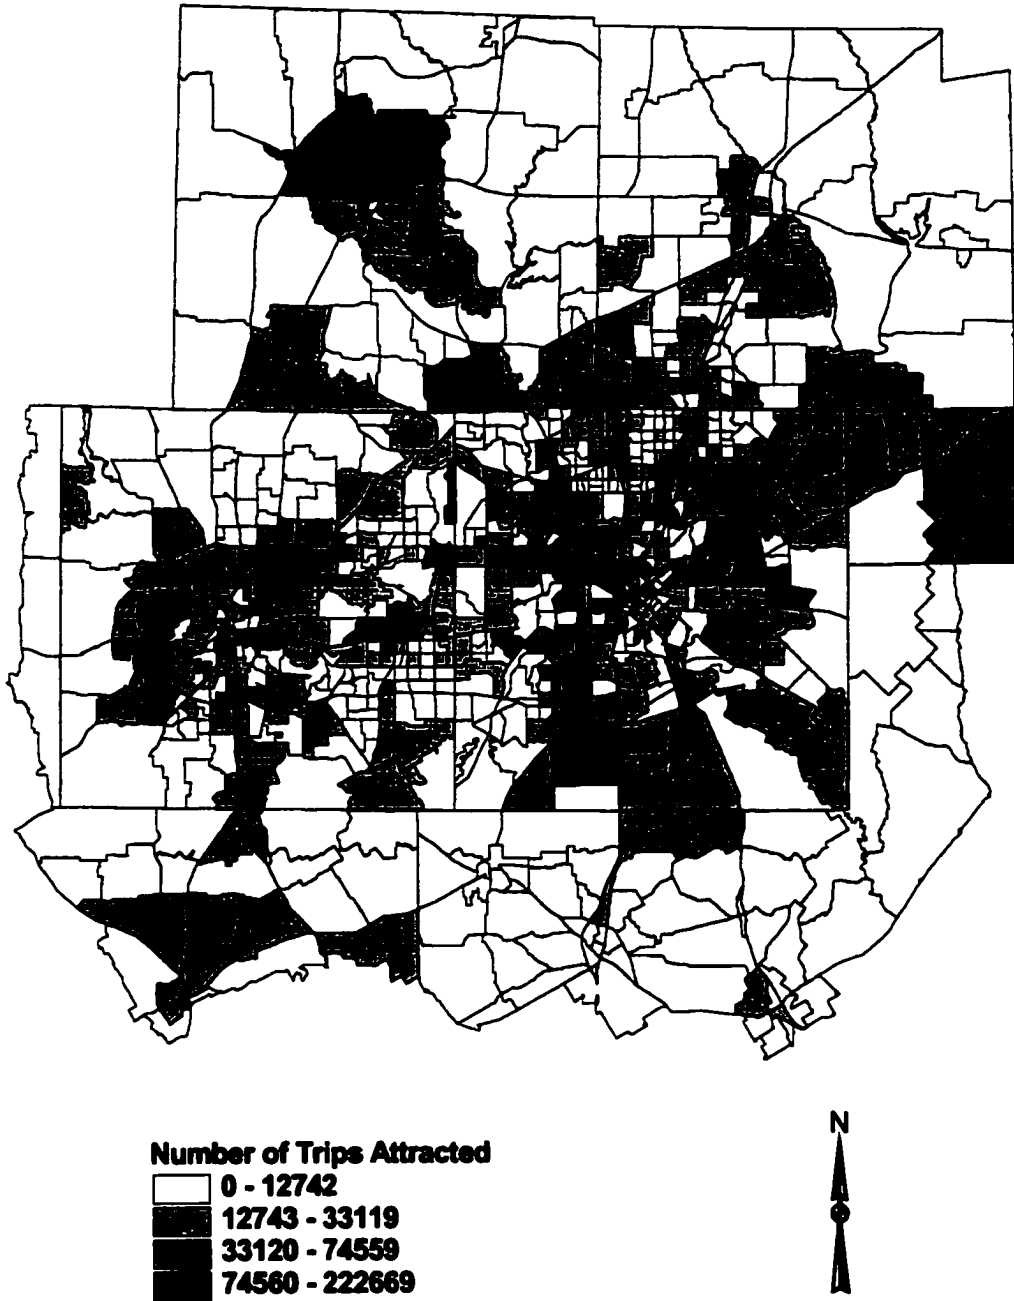 N
Number of Trips Attracted
0 - 12742
12743 - 33119
33120 - 74559
74560 - 222669